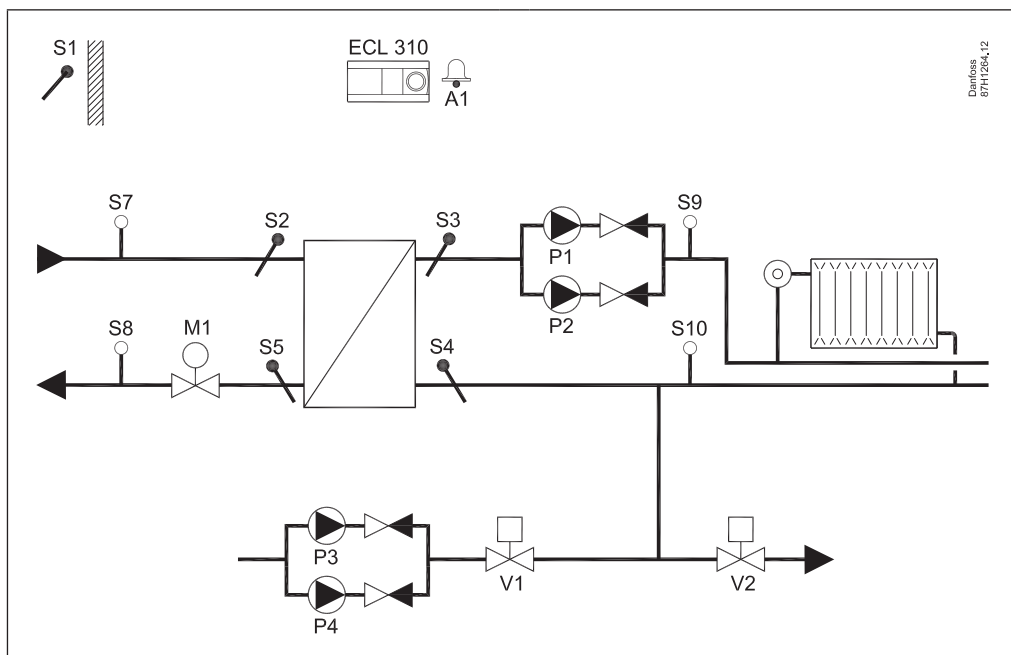 S1
ECL 310
A1
Danfoss
87H1264.12
S7
S2
S3
P1
S9
P2
S8
M1
S5
S4
S10
P3
V1
V2
P4